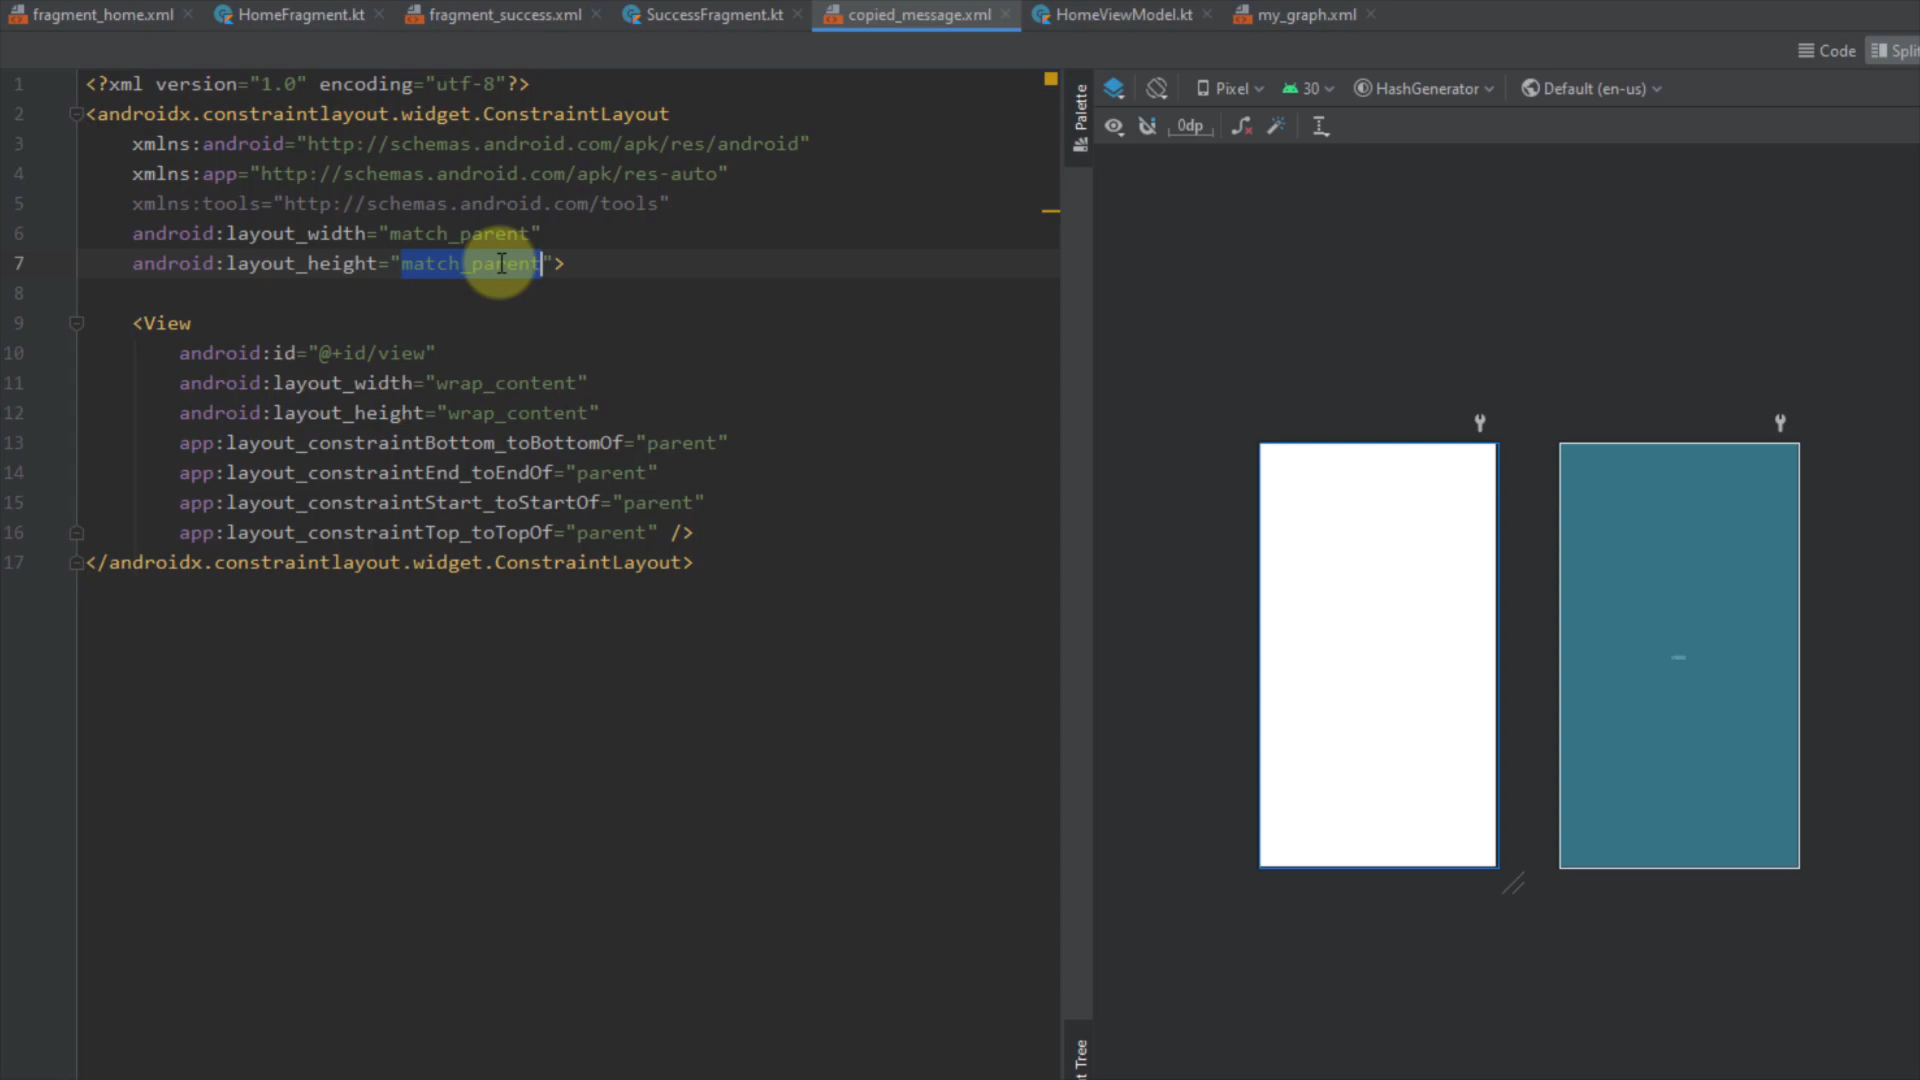 fragment_home.xml HomeFragment.kt fragment_success.xml SuccessFragment.kt copied_message.xml HomeViewModel.kt my_graph.xml
Code Split
1 <?xml version="1.0" encoding="utf-8"?>
2 <androidx.constraintlayout.widget.ConstraintLayout
3 xmlns:android="http://schemas.android.com/apk/res/android"
4 xmlns:app="http://schemas.android.com/apk/res-auto"
5 xmlns:tools="http://schemas.android.com/tools"
6 android:layout_width="match_parent"
7 android:layout_height="match_parent">
8
9 <View
10 android:id="@+id/view"
11 android:layout_width="wrap_content"
12 android:layout_height="wrap_content"
13 app:layout_constraintBottom_toBottomOf="parent"
14 app:layout_constraintEnd_toEndOf="parent"
15 app:layout_constraintStart_toStartOf="parent"
16 app:layout_constraintTop_toTopOf="parent" />
17 </androidx.constraintlayout.widget.ConstraintLayout>
Palette
Pixel 30 HashGenerator Default (en-us)
0dp
t Tree